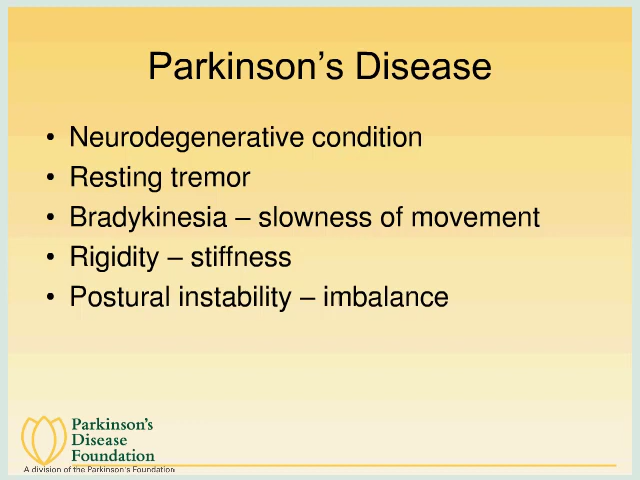 Parkinson’s Disease
• Neurodegenerative condition
• Resting tremor
• Bradykinesia – slowness of movement
• Rigidity – stiffness
• Postural instability – imbalance
Parkinson's
Disease
Foundation
A division of the Parkinson's Foundation